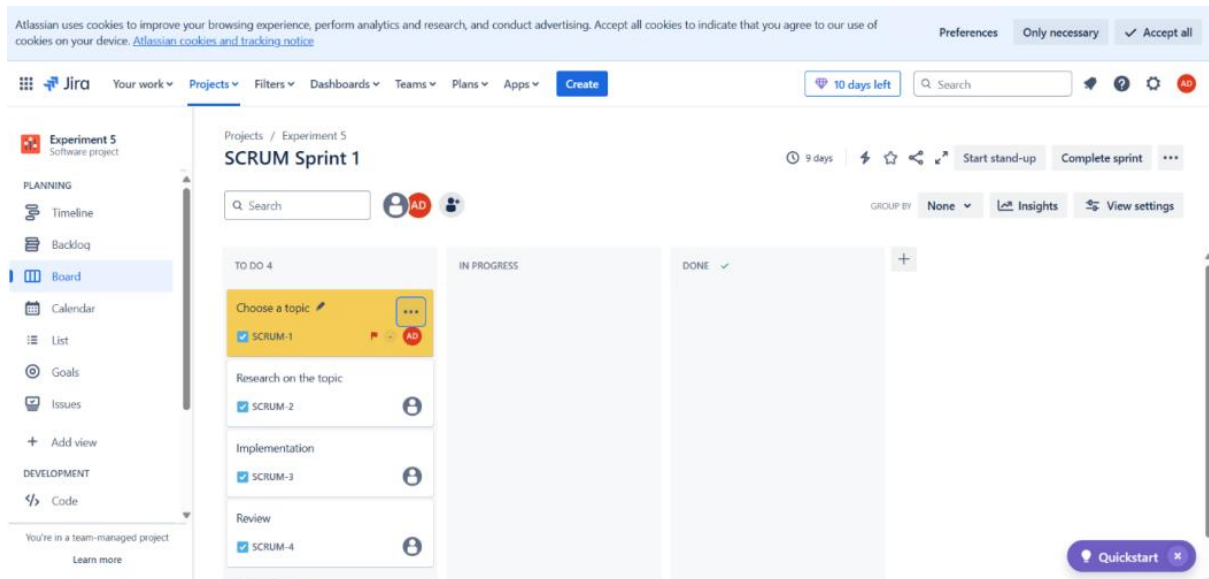 Atlassian uses cookies to improve your browsing experience, perform analytics and research, and conduct advertising. Accept all cookies to indicate that you agree to our use of
cookies on your device. Atlassian cookies and tracking notice
Preferences
Only necessary
Accept all
Jira
Your work
Projects
Filters
Dashboards
Teams
Plans
Apps
Create
10 days left
Search
AD
Experiment 5
Software project
PLANNING
Timeline
Backlog
Board
Calendar
List
Goals
Issues
+ Add view
DEVELOPMENT
Code
You're in a team-managed project
Learn more
Projects / Experiment 5
SCRUM Sprint 1
9 days
Start stand-up
Complete sprint
Search
AD
GROUP BY
None
Insights
View settings
TO DO 4
Choose a topic
SCRUM-1
AD
Research on the topic
SCRUM-2
Implementation
SCRUM-3
Review
SCRUM-4
IN PROGRESS
DONE
Quickstart